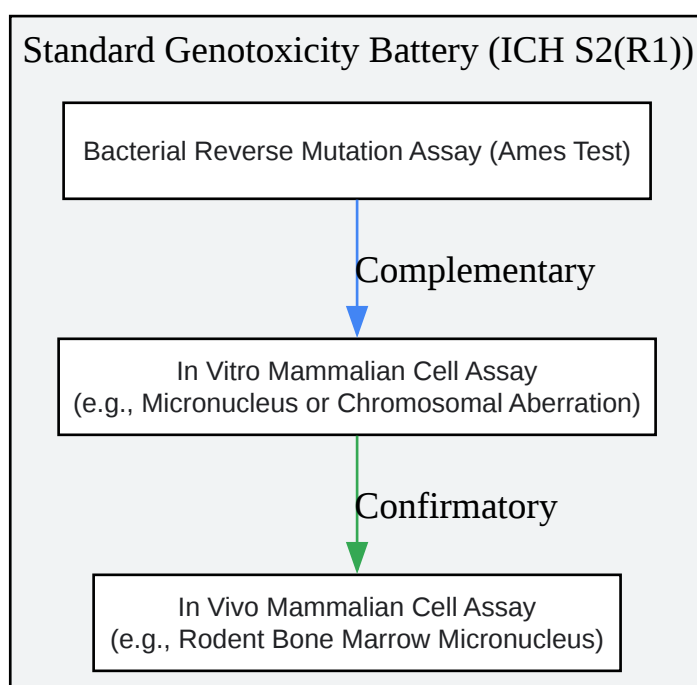 Standard Genotoxicity Battery (ICH S2(R1))
Bacterial Reverse Mutation Assay (Ames Test)
Complementary
In Vitro Mammalian Cell Assay
(e.g., Micronucleus or Chromosomal Aberration)
Confirmatory
In Vivo Mammalian Cell Assay
(e.g., Rodent Bone Marrow Micronucleus)